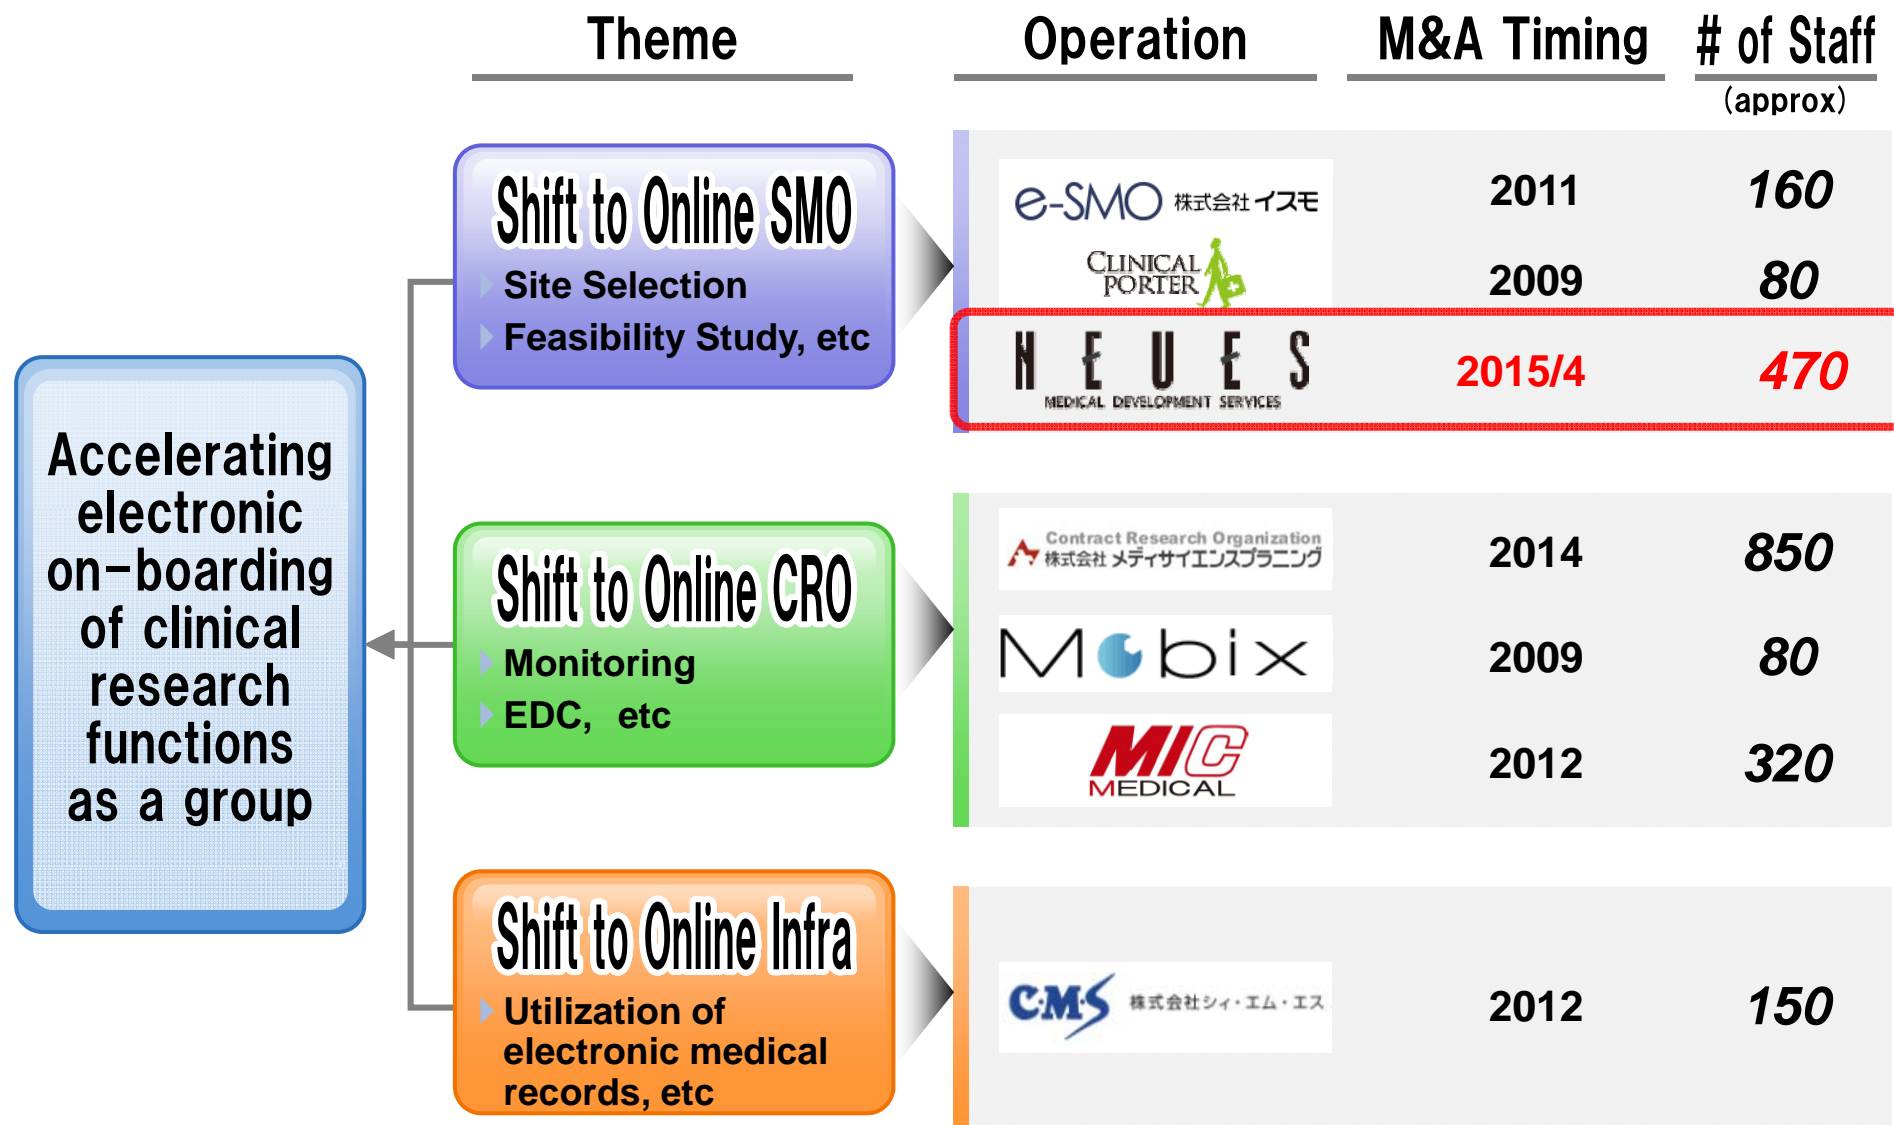 Theme
Operation
M&A Timing
# of Staff
(approx)
Accelerating
electronic
on-boarding
of clinical
research
functions
as a group
Shift to Online SMO
Site Selection
Feasibility Study, etc
e-SMO 株式会社 イスモ
2011
160
CLINICAL
PORTER
2009
80
NEUES
MEDICAL DEVELOPMENT SERVICES
2015/4
470
Shift to Online CRO
Monitoring
EDC, etc
Contract Research Organization
株式会社 メディサイエンスプラニング
2014
850
Mobix
2009
80
MIC
MEDICAL
2012
320
Shift to Online Infra
Utilization of
electronic medical
records, etc
C・M・S 株式会社シィ・エム・エス
2012
150